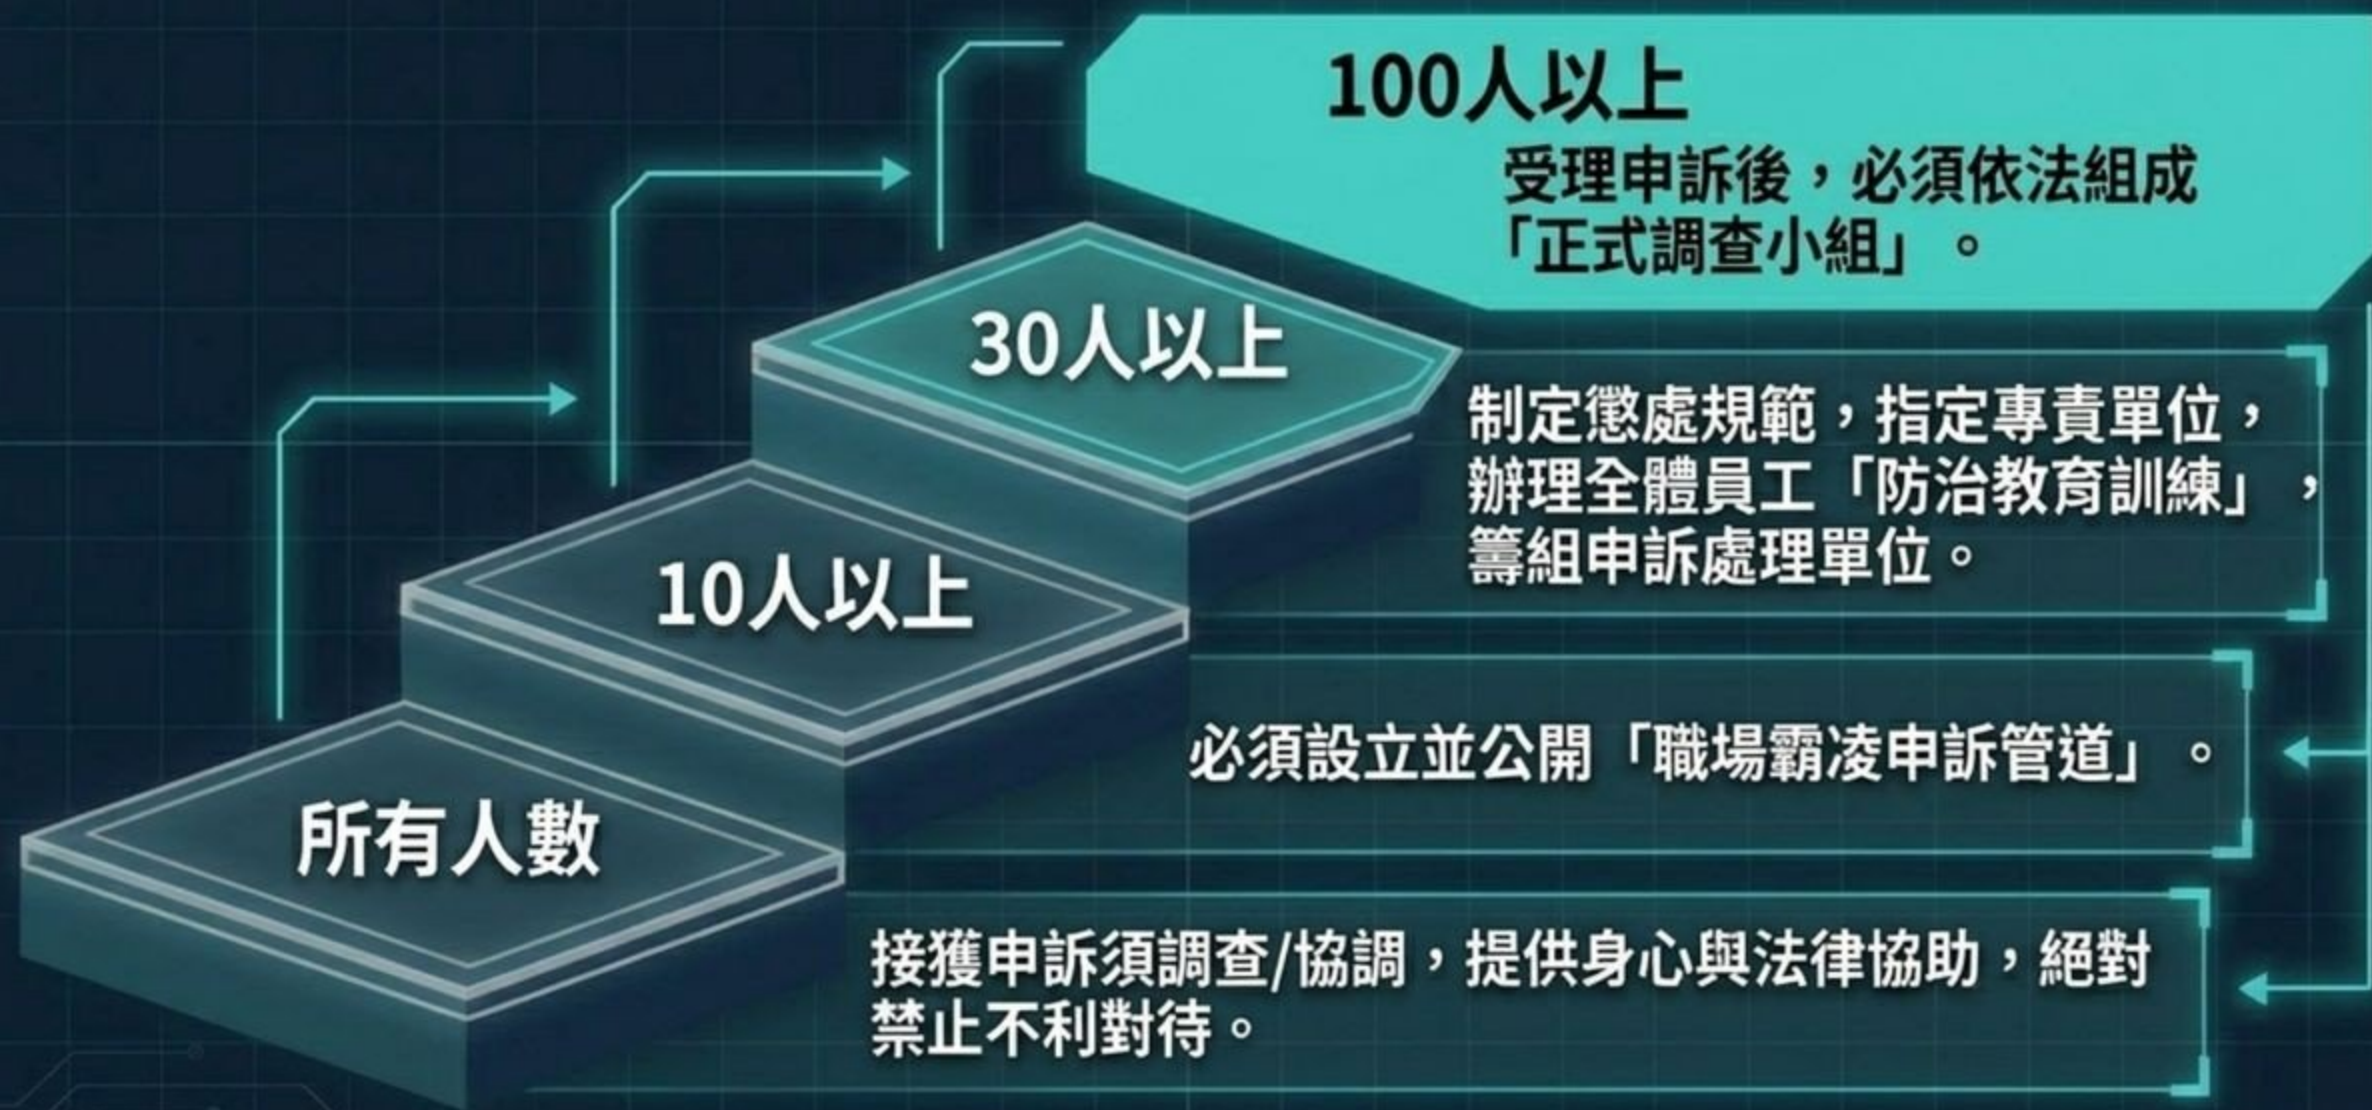 100人以上
受理申訴後，必須依法組成
「正式調查小組」。
30人以上
制定懲處規範，指定專責單位，
辦理全體員工「防治教育訓練」，
籌組申訴處理單位。
10人以上
必須設立並公開「職場霸凌申訴管道」。
所有人數
接獲申訴須調查/協調，提供身心與法律協助，絕對
禁止不利對待。